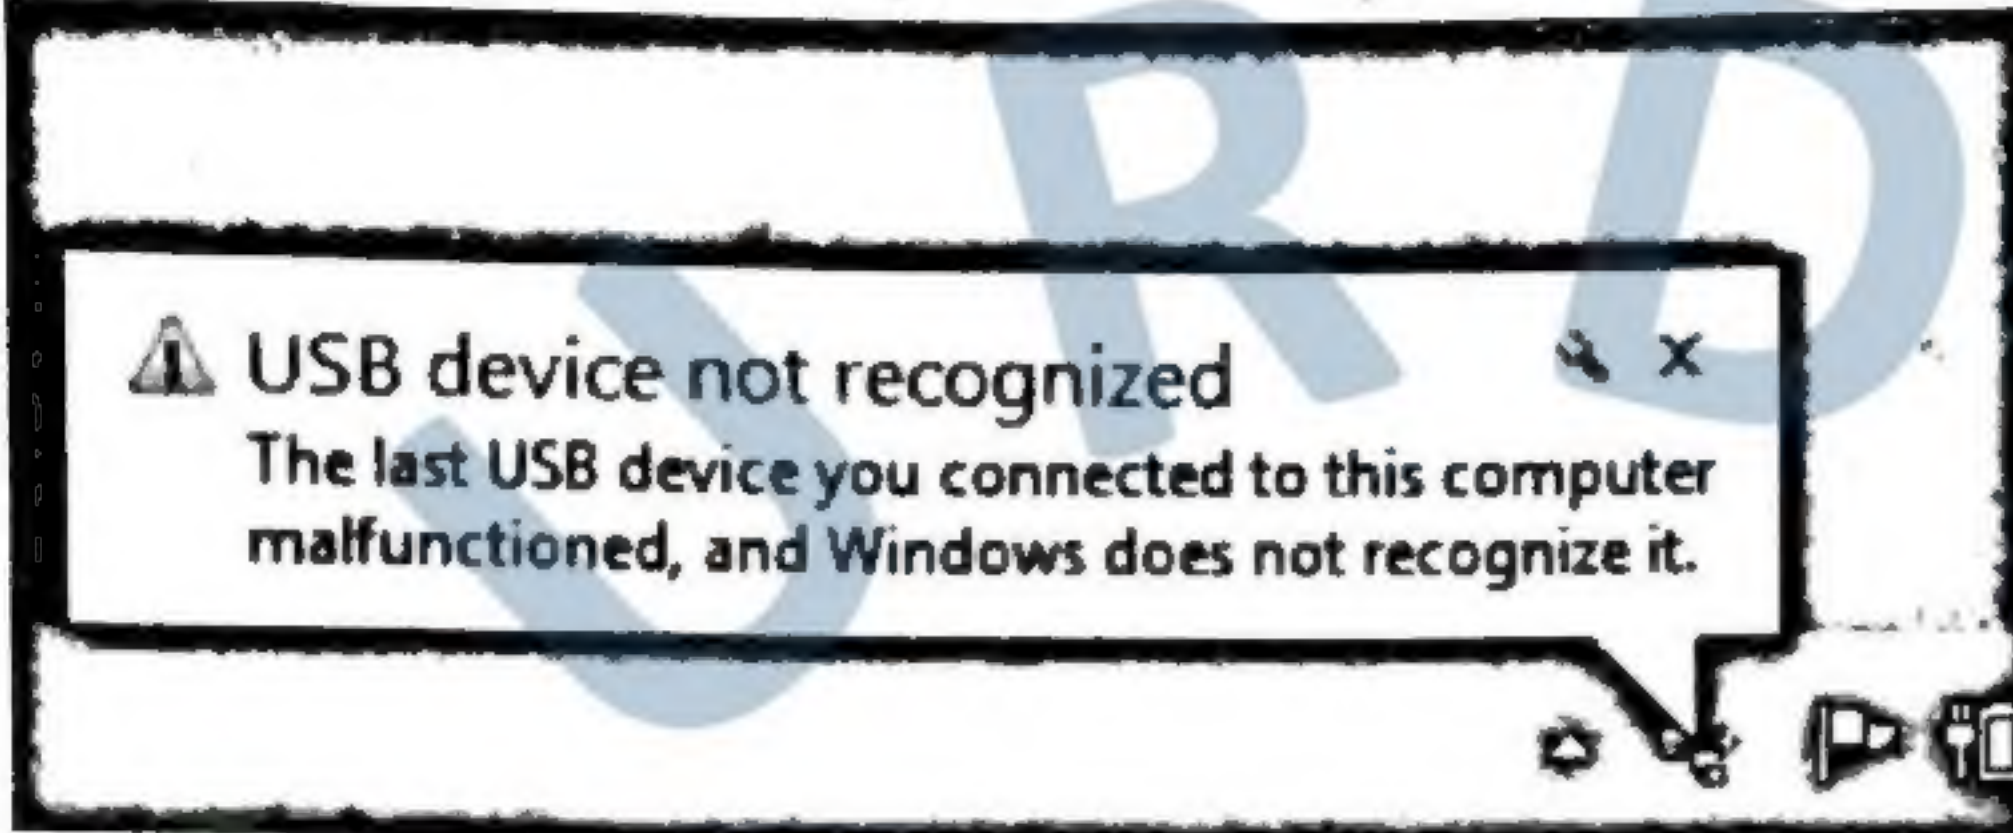 U R D
USB device not recognized
The last USB device you connected to this computer
malfunctioned, and Windows does not recognize it.